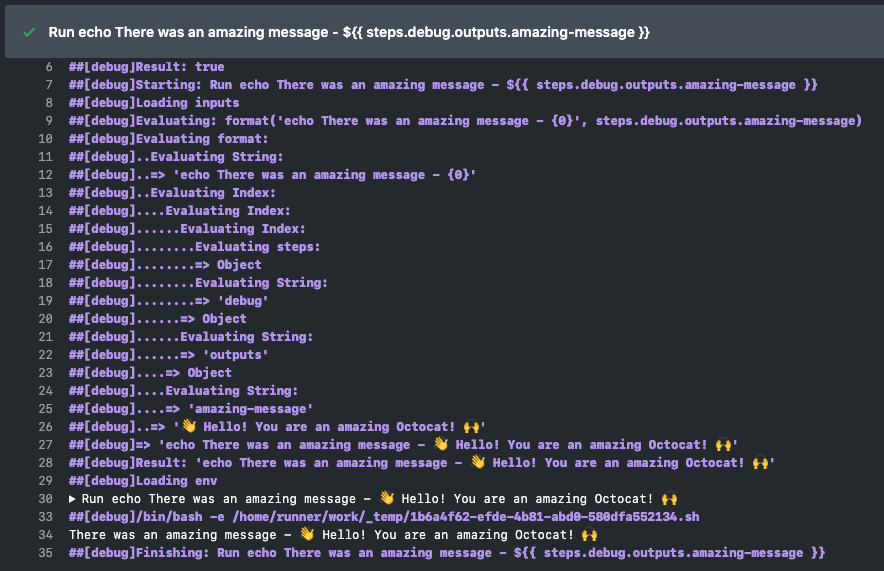 Run echo There was an amazing message - ${{ steps.debug.outputs.amazing-message }}
6 ##[debug]Result: true
7 ##[debug]Starting: Run echo There was an amazing message - ${{ steps.debug.outputs.amazing-message }}
8 ##[debug]Loading inputs
9 ##[debug]Evaluating: format('echo There was an amazing message - {0}', steps.debug.outputs.amazing-message)
10 ##[debug]Evaluating format:
11 ##[debug]..Evaluating String:
12 ##[debug]..=> 'echo There was an amazing message - {0}'
13 ##[debug]..Evaluating Index:
14 ##[debug]....Evaluating Index:
15 ##[debug]......Evaluating Index:
16 ##[debug]........Evaluating steps:
17 ##[debug]........=> Object
18 ##[debug]........Evaluating String:
19 ##[debug]........=> 'debug'
20 ##[debug]......=> Object
21 ##[debug]......Evaluating String:
22 ##[debug]......=> 'outputs'
23 ##[debug]....=> Object
24 ##[debug]....Evaluating String:
25 ##[debug]....=> 'amazing-message'
26 ##[debug]..=> '👋 Hello! You are an amazing Octocat! 🙌'
27 ##[debug]=> 'echo There was an amazing message - 👋 Hello! You are an amazing Octocat! 🙌'
28 ##[debug]Result: 'echo There was an amazing message - 👋 Hello! You are an amazing Octocat! 🙌'
29 ##[debug]Loading env
30 ▶ Run echo There was an amazing message - 👋 Hello! You are an amazing Octocat! 🙌
33 ##[debug]/bin/bash -e /home/runner/work/_temp/1b6a4f62-efde-4b81-abd0-580dfa552134.sh
34 There was an amazing message - 👋 Hello! You are an amazing Octocat! 🙌
35 ##[debug]Finishing: Run echo There was an amazing message - ${{ steps.debug.outputs.amazing-message }}